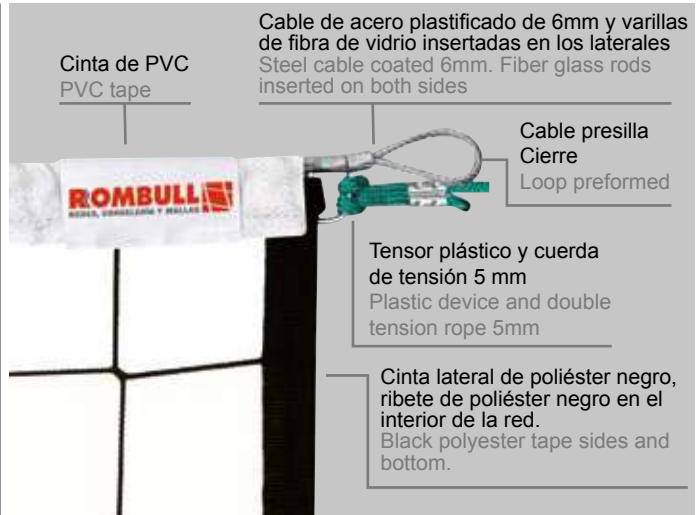 Cable de acero plastificado de 6mm y varillas
de fibra de vidrio insertadas en los laterales
Steel cable coated 6mm. Fiber glass rods
inserted on both sides
Cinta de PVC
PVC tape
Cable presilla
Cierre
Loop preformed
ROMBULL
REDES, CORDELERÍA Y MALLAS
Tensor plástico y cuerda
de tensión 5 mm
Plastic device and double
tension rope 5mm
Cinta lateral de poliéster negro,
ribete de poliéster negro en el
interior de la red.
Black polyester tape sides and
bottom.